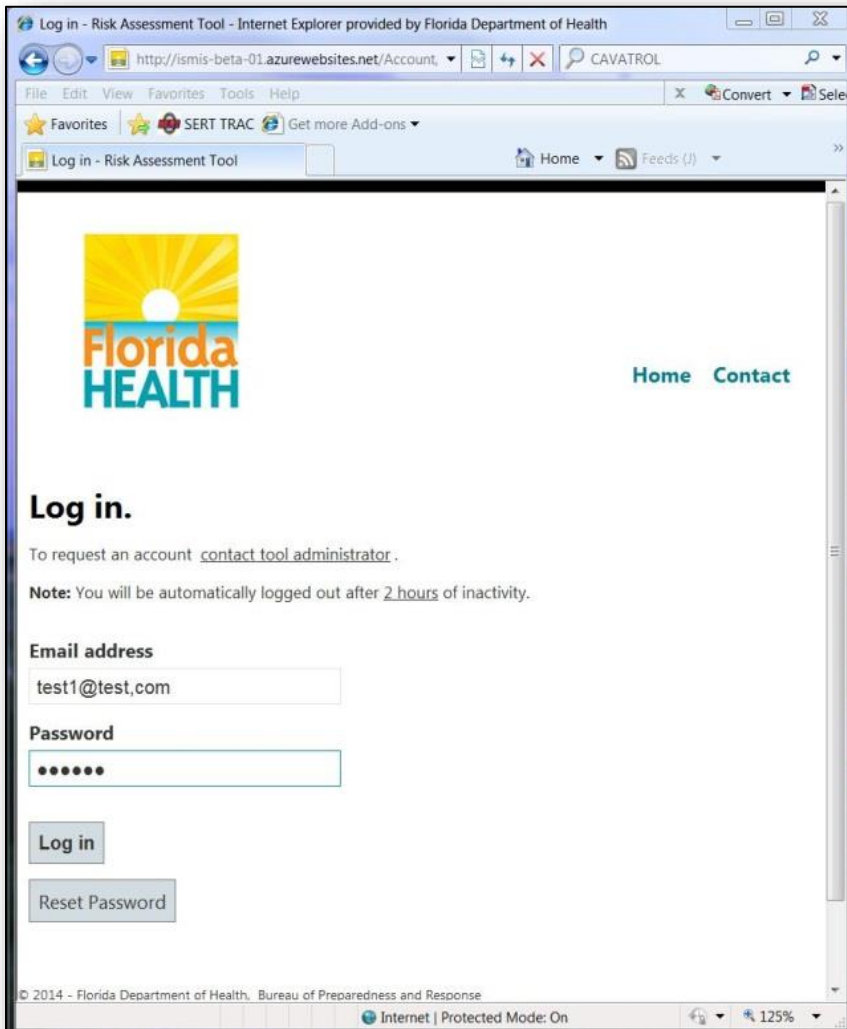 Log in - Risk Assessment Tool - Internet Explorer provided by Florida Department of Health
http://ismis-beta-01.azurewebsites.net/Account, CAVATROL
File Edit View Favorites Tools Help x Convert Sele
Favorites SERT TRAC Get more Add-ons
Log in - Risk Assessment Tool Home Feeds (J) »
Florida
HEALTH
Home Contact
Log in.
To request an account contact tool administrator .
Note: You will be automatically logged out after 2 hours of inactivity.
Email address
test1@test,com
Password
●●●●●●
Log in
Reset Password
© 2014 - Florida Department of Health, Bureau of Preparedness and Response
Internet | Protected Mode: On 125%